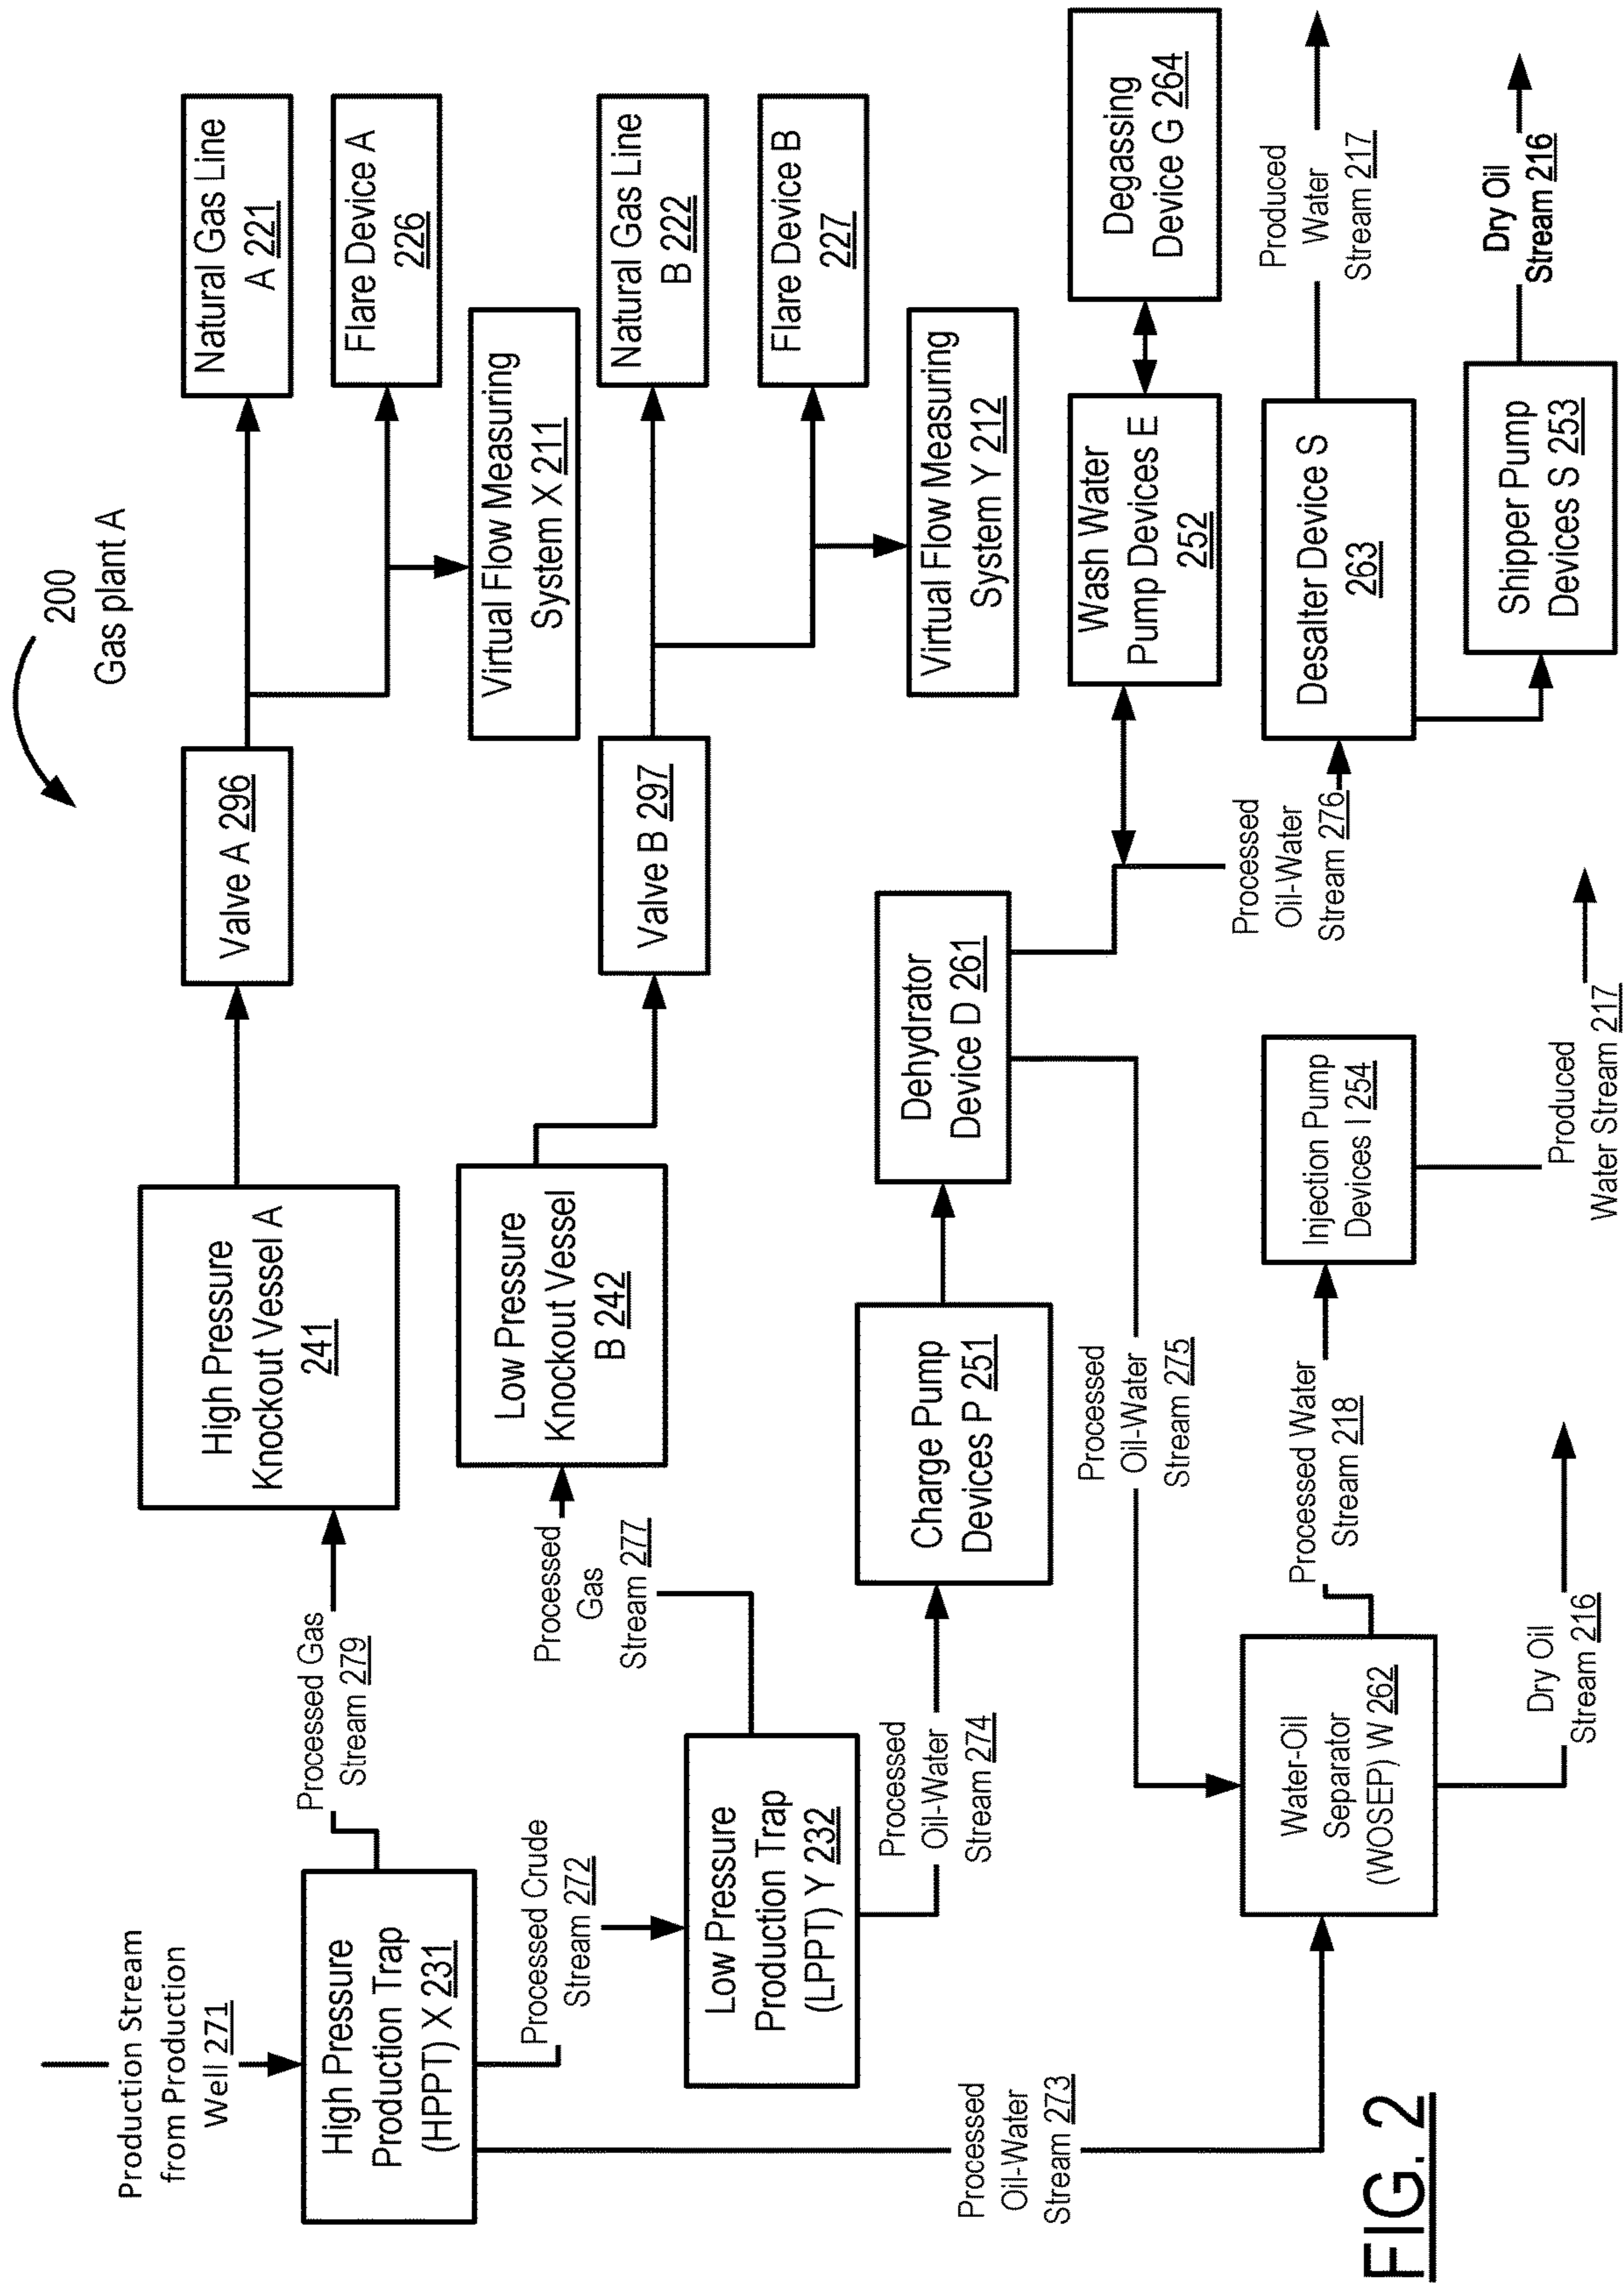 200
Gas plant A
Production Stream
from Production
Well 271
High Pressure
Production Trap
(HPPT) X 231
Processed Gas
Stream 279
High Pressure
Knockout Vessel A
241
Valve A 296
Natural Gas Line
A 221
Flare Device A
226
Virtual Flow Measuring
System X 211
Processed Crude
Stream 272
Low Pressure
Production Trap
(LPPT) Y 232
Processed
Gas
Stream 277
Low Pressure
Knockout Vessel
B 242
Valve B 297
Natural Gas Line
B 222
Flare Device B
227
Virtual Flow Measuring
System Y 212
Processed
Oil-Water
Stream 274
Charge Pump
Devices P 251
Dehydrator
Device D 261
Wash Water
Pump Devices E
252
Degassing
Device G 264
Processed
Oil-Water
Stream 275
Processed
Oil-Water
Stream 276
Desalter Device S
263
Produced
Water
Stream 217
Shipper Pump
Devices S 253
Dry Oil
Stream 216
Processed
Oil-Water
Stream 273
Water-Oil
Separator
(WOSEP) W 262
Processed Water
Stream 218
Injection Pump
Devices I 254
Produced
Water Stream 217
Dry Oil
Stream 216
FIG. 2